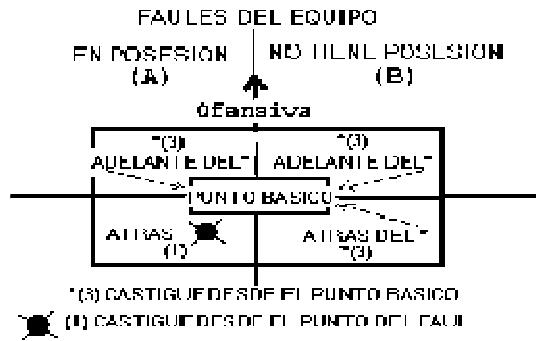 FAULES DEL EQUIPO
EN POSESION NO TIENE POSESION
(A) (B)
Ofensiva
*(3) *(3)
ADELANTE DEL* ADELANTE DEL*
PUNTO BASICO
ATRAS ATRAS DEL*
(1) *(3)
*(3) CASTIGUE DESDE EL PUNTO BASICO
(1) CASTIGUE DESDE EL PUNTO DEL FAUL